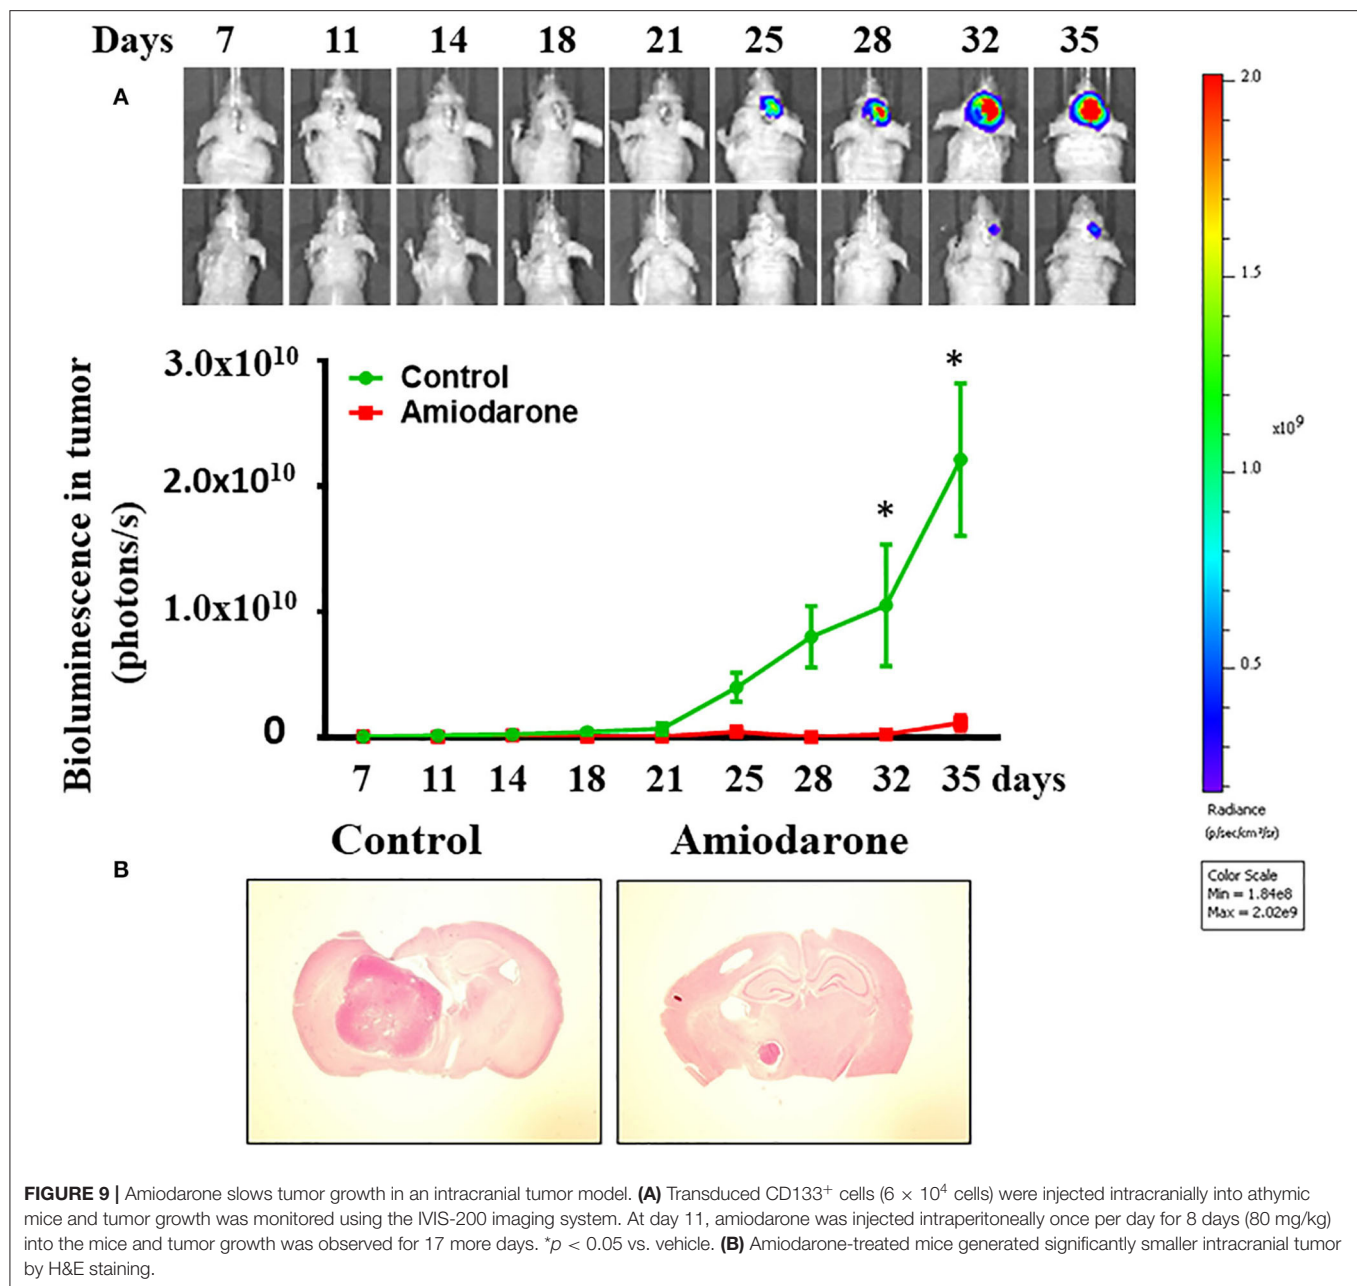 Days 7 11 14 18 21 25 28 32 35
A
2.0
1.5
x10⁹
1.0
0.5
Radiance
(p/sec/cm²/sr)
Color Scale
Min = 1.84e8
Max = 2.02e9
Bioluminescence in tumor
(photons/s)
3.0x10¹⁰
2.0x10¹⁰
1.0x10¹⁰
0
Control
Amiodarone
*
*
7 11 14 18 21 25 28 32 35 days
B
Control Amiodarone
FIGURE 9 | Amiodarone slows tumor growth in an intracranial tumor model. (A) Transduced CD133⁺ cells (6 × 10⁴ cells) were injected intracranially into athymic
mice and tumor growth was monitored using the IVIS-200 imaging system. At day 11, amiodarone was injected intraperitoneally once per day for 8 days (80 mg/kg)
into the mice and tumor growth was observed for 17 more days. *p < 0.05 vs. vehicle. (B) Amiodarone-treated mice generated significantly smaller intracranial tumor
by H&E staining.